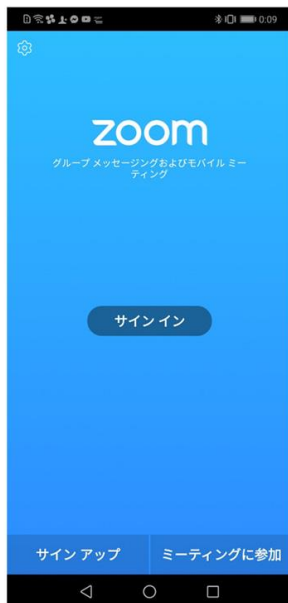 0:09
zoom
グループ メッセージングおよびモバイル ミー
ティング
サイン イン
サイン アップ
ミーティングに参加